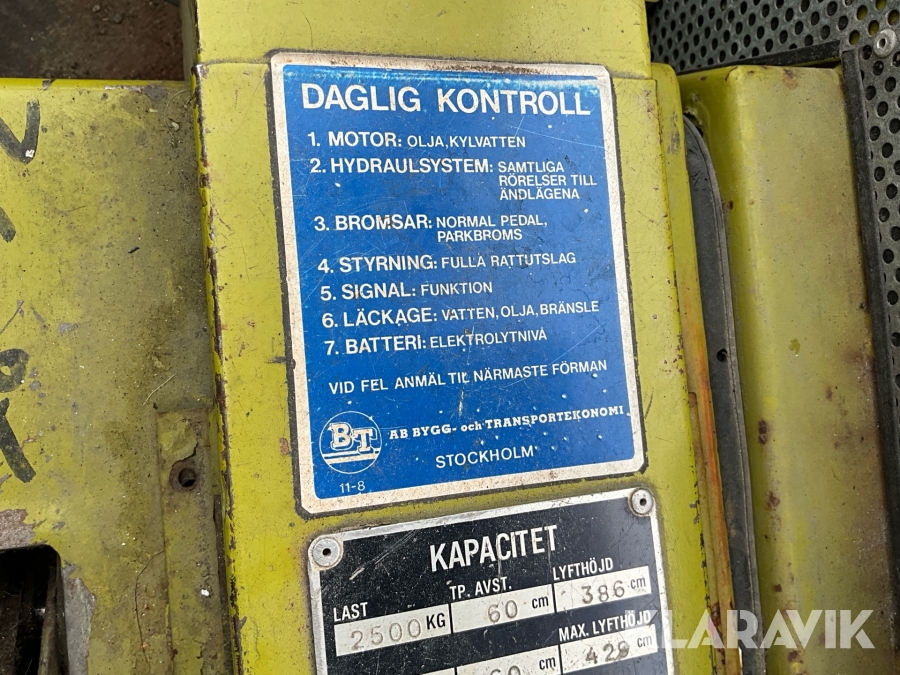 DAGLIG KONTROLL
1. MOTOR: OLJA, KYLVATTEN
2. HYDRAULSYSTEM: SAMTLIGA
RÖRELSER TILL
ÄNDLÄGENA
3. BROMSAR: NORMAL PEDAL,
PARKBROMS
4. STYRNING: FULLA RATTUTSLAG
5. SIGNAL: FUNKTION
6. LÄCKAGE: VATTEN, OLJA, BRÄNSLE
7. BATTERI: ELEKTROLYTNIVÅ
VID FEL ANMÄL TIL NÄRMASTE FÖRMAN
BT AB BYGG- och TRANSPORTEKONOMI
STOCKHOLM
11-8
KAPACITET
LAST TP. AVST. LYFTHÖJD
2500 KG 60 cm 386 cm
MAX. LYFTHÖJD
60 cm 429 cm
KLARAVIK